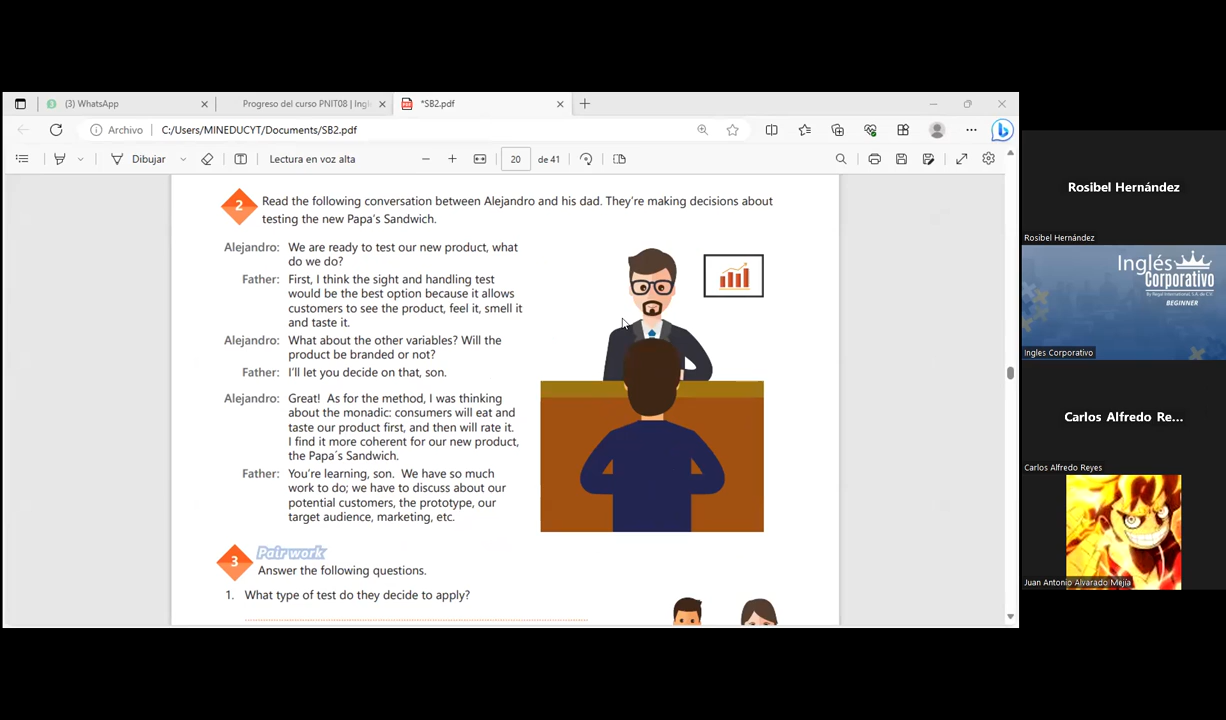 (3) WhatsApp
Progreso del curso PNIT08 | Ingl
*SB2.pdf
Archivo
C:/Users/MINEDUCYT/Documents/SB2.pdf
Dibujar
Lectura en voz alta
20
de 41
2
Read the following conversation between Alejandro and his dad. They're making decisions about
testing the new Papa's Sandwich.
Alejandro: We are ready to test our new product, what
do we do?
Father: First, I think the sight and handling test
would be the best option because it allows
customers to see the product, feel it, smell it
and taste it.
Alejandro: What about the other variables? Will the
product be branded or not?
Father: I'll let you decide on that, son.
Alejandro: Great! As for the method, I was thinking
about the monadic: consumers will eat and
taste our product first, and then will rate it.
I find it more coherent for our new product,
the Papa´s Sandwich.
Father: You're learning, son. We have so much
work to do; we have to discuss about our
potential customers, the prototype, our
target audience, marketing, etc.
3
Pair work
Answer the following questions.
1. What type of test do they decide to apply?
Rosibel Hernández
Rosibel Hernández
Inglés
Corporativo
By Regal International, S.A. de C.V.
BEGINNER
Ingles Corporativo
Carlos Alfredo Re...
Carlos Alfredo Reyes
Juan Antonio Alvarado Mejía